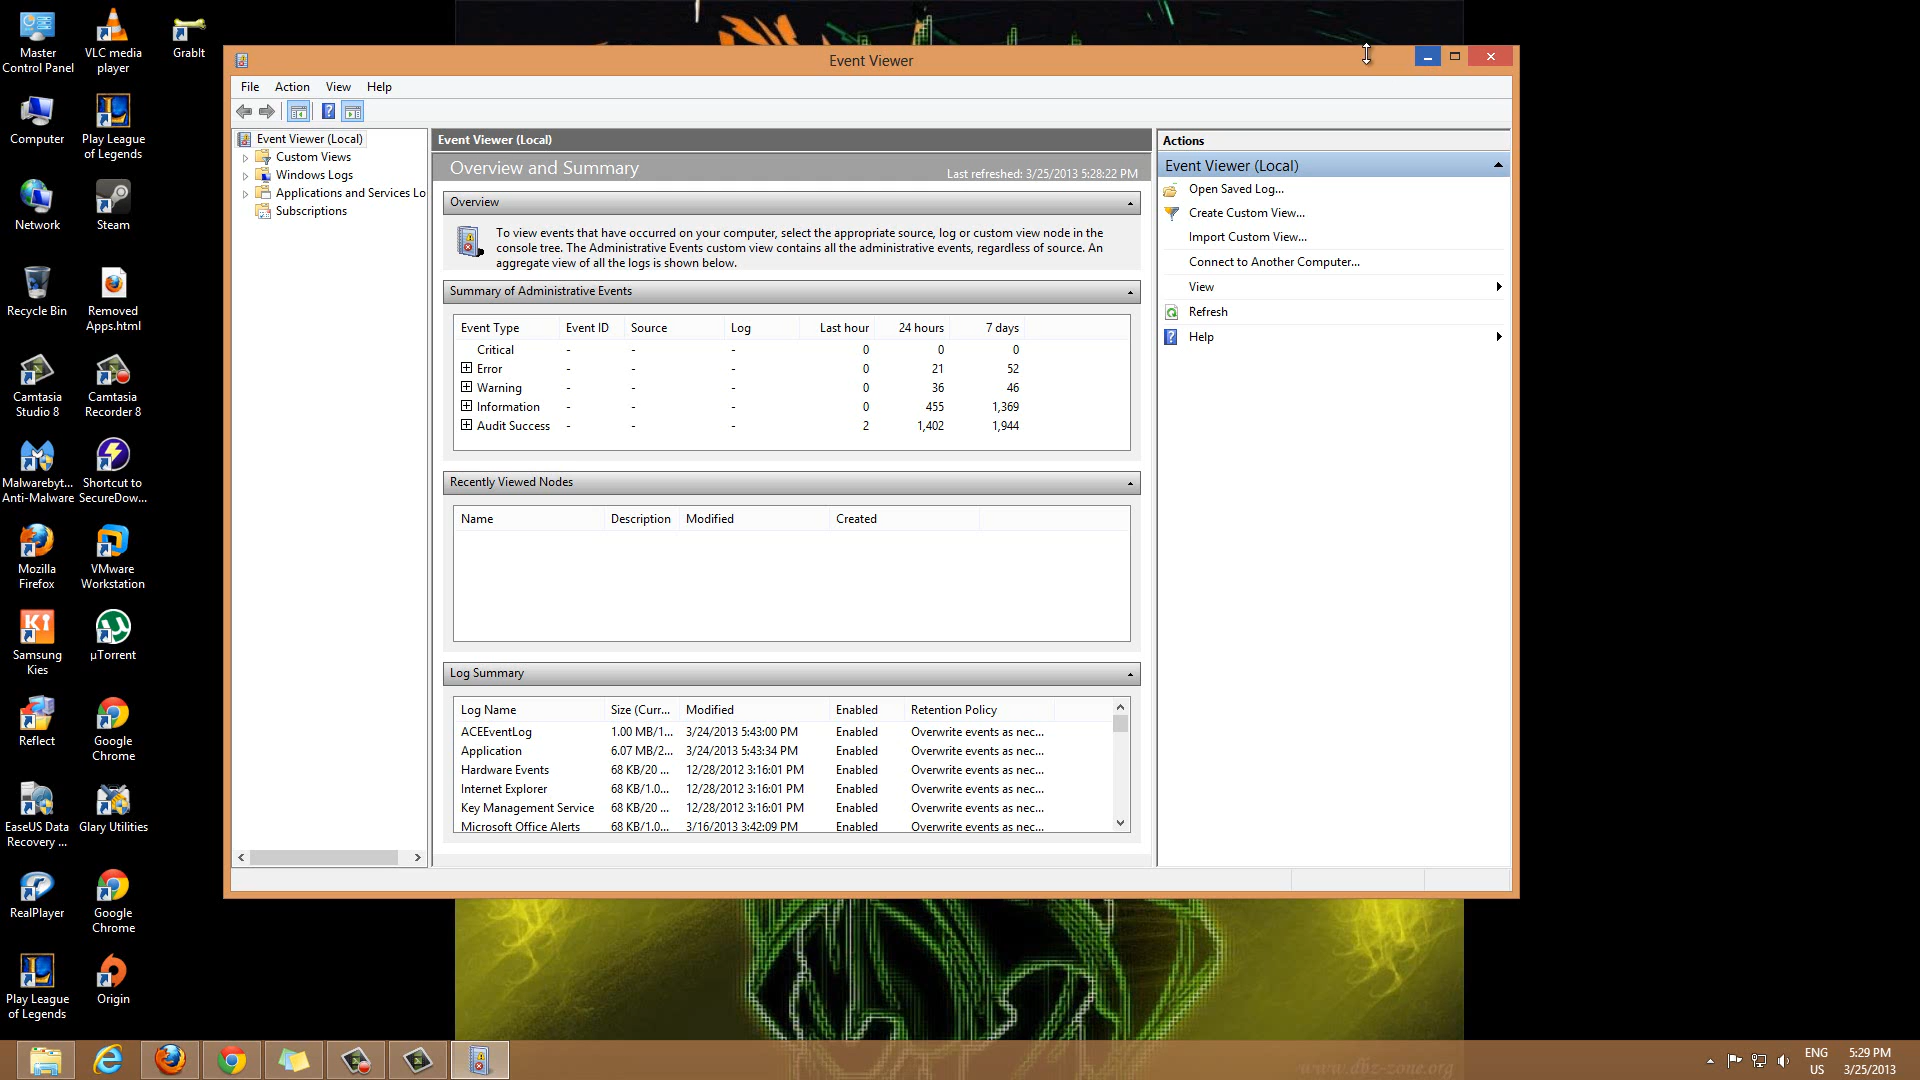 Master
Control Panel
VLC media
player
GrabIt
Computer
Play League
of Legends
Network
Steam
Recycle Bin
Removed
Apps.html
Camtasia
Studio 8
Camtasia
Recorder 8
Malwarebyt...
Anti-Malware
Shortcut to
SecureDow...
Mozilla
Firefox
VMware
Workstation
Samsung
Kies
µTorrent
Reflect
Google
Chrome
EaseUS Data
Recovery ...
Glary Utilities
RealPlayer
Google
Chrome
Play League
of Legends
Origin
Event Viewer
File Action View Help
Event Viewer (Local)
Custom Views
Windows Logs
Applications and Services Lo
Subscriptions
Event Viewer (Local)
Overview and Summary
Last refreshed: 3/25/2013 5:28:22 PM
Overview
To view events that have occurred on your computer, select the appropriate source, log or custom view node in the
console tree. The Administrative Events custom view contains all the administrative events, regardless of source. An
aggregate view of all the logs is shown below.
Summary of Administrative Events
Event Type Event ID Source Log Last hour 24 hours 7 days
Critical - - - 0 0 0
Error - - - 0 21 52
Warning - - - 0 36 46
Information - - - 0 455 1,369
Audit Success - - - 2 1,402 1,944
Recently Viewed Nodes
Name Description Modified Created
Log Summary
Log Name Size (Curr... Modified Enabled Retention Policy
ACEEventLog 1.00 MB/1... 3/24/2013 5:43:00 PM Enabled Overwrite events as nec...
Application 6.07 MB/2... 3/24/2013 5:43:34 PM Enabled Overwrite events as nec...
Hardware Events 68 KB/20 ... 12/28/2012 3:16:01 PM Enabled Overwrite events as nec...
Internet Explorer 68 KB/1.0... 12/28/2012 3:16:01 PM Enabled Overwrite events as nec...
Key Management Service 68 KB/20 ... 12/28/2012 3:16:01 PM Enabled Overwrite events as nec...
Microsoft Office Alerts 68 KB/1.0... 3/16/2013 3:42:09 PM Enabled Overwrite events as nec...
Actions
Event Viewer (Local)
Open Saved Log...
Create Custom View...
Import Custom View...
Connect to Another Computer...
View
Refresh
Help
www.dbz-zone.org
ENG
US
5:29 PM
3/25/2013